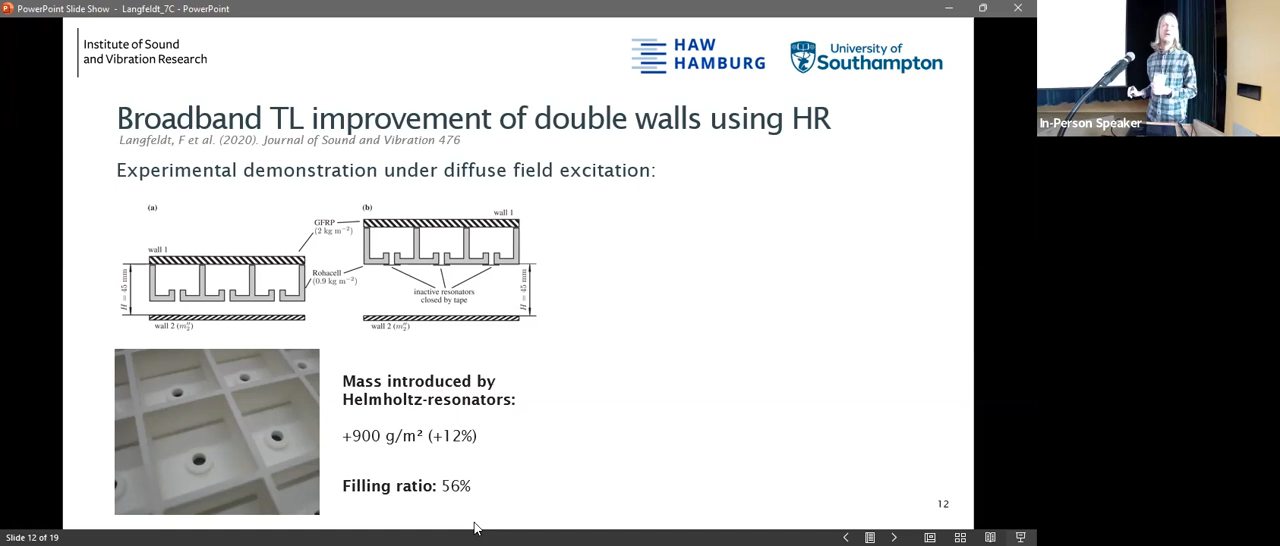 PowerPoint Slide Show - Langfeldt_7C - PowerPoint
Institute of Sound
and Vibration Research
HAW
HAMBURG
University of
Southampton
In-Person Speaker
Broadband TL improvement of double walls using HR
Langfeldt, F et al. (2020). Journal of Sound and Vibration 476
Experimental demonstration under diffuse field excitation:
(a)
(b)
wall 1
GFRP
(2 kg m⁻²)
wall 1
Rohacell
(0.9 kg m⁻²)
H = 45 mm
inactive resonators
closed by tape
H = 45 mm
wall 2 (m₂″)
wall 2 (m₂″)
Mass introduced by
Helmholtz-resonators:
+900 g/m² (+12%)
Filling ratio: 56%
12
Slide 12 of 19